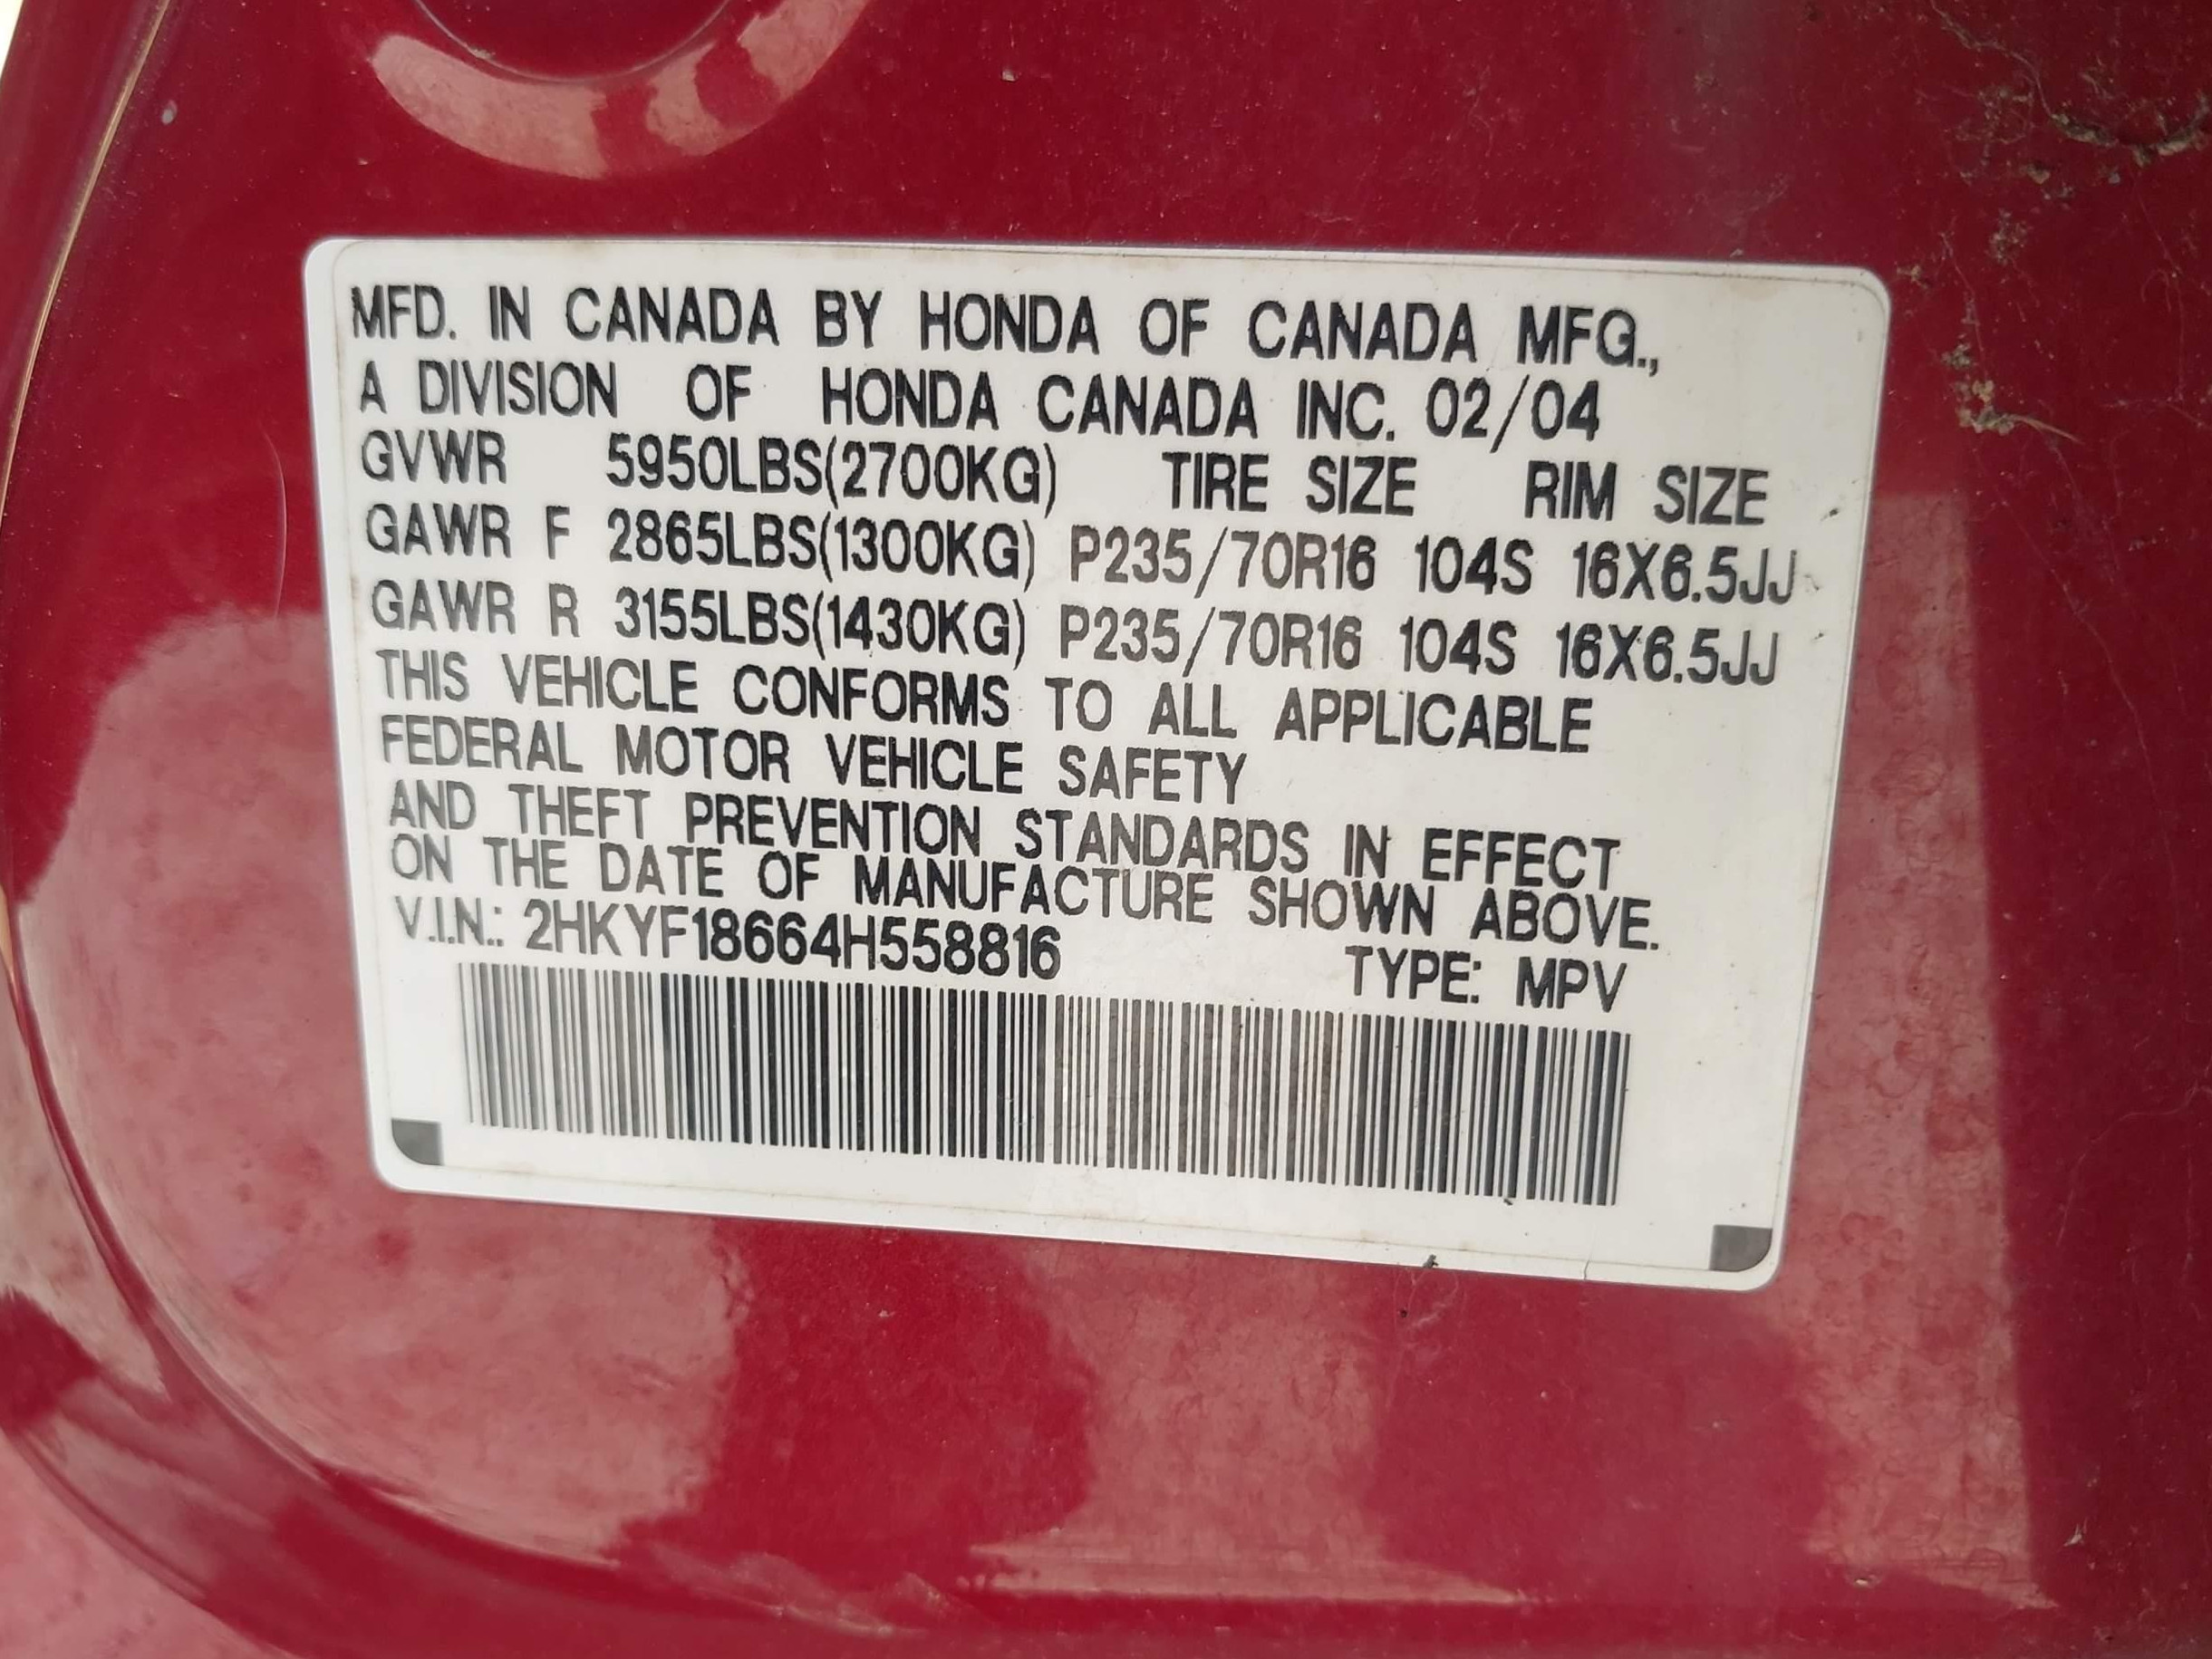 MFD. IN CANADA BY HONDA OF CANADA MFG.,
A DIVISION OF HONDA CANADA INC. 02/04
GVWR 5950LBS(2700KG) TIRE SIZE RIM SIZE
GAWR F 2865LBS(1300KG) P235/70R16 104S 16X6.5JJ
GAWR R 3155LBS(1430KG) P235/70R16 104S 16X6.5JJ
THIS VEHICLE CONFORMS TO ALL APPLICABLE
FEDERAL MOTOR VEHICLE SAFETY
AND THEFT PREVENTION STANDARDS IN EFFECT
ON THE DATE OF MANUFACTURE SHOWN ABOVE.
V.I.N.: 2HKYF18664H558816 TYPE: MPV